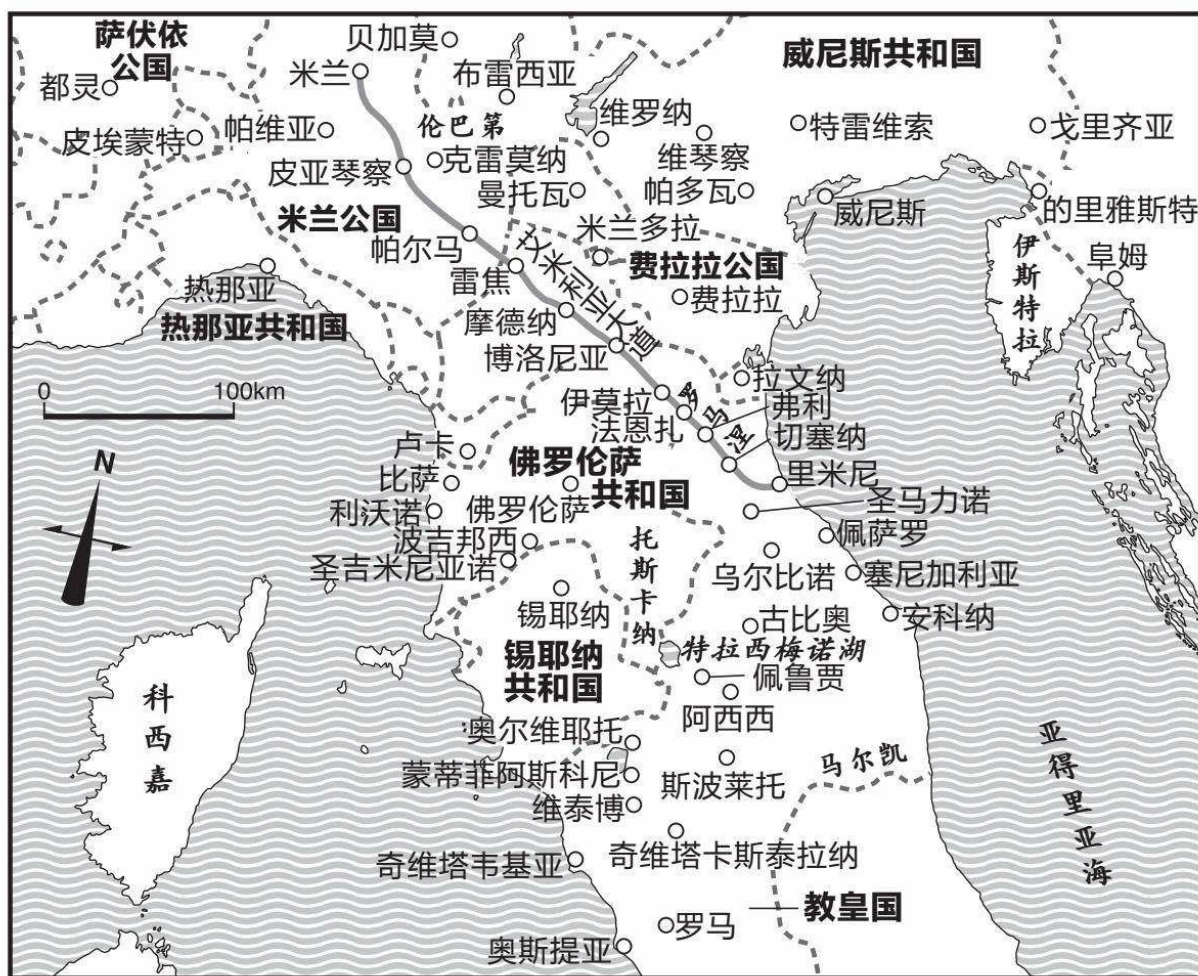 萨伏依
公国
贝加莫
米兰
布雷西亚
威尼斯共和国
都灵
伦巴第
维罗纳
特雷维索
戈里齐亚
皮埃蒙特
帕维亚
克雷莫纳
维琴察
皮亚琴察
曼托瓦
帕多瓦
威尼斯
的里雅斯特
米兰公国
帕尔马
米兰多拉
伊斯特拉
阜姆
雷焦
艾米利亚大道
费拉拉公国
热那亚
费拉拉
热那亚共和国
摩德纳
博洛尼亚
0
100km
伊莫拉
罗马涅
拉文纳
法恩扎
弗利
切塞纳
N
卢卡
佛罗伦萨
共和国
比萨
里米尼
利沃诺
佛罗伦萨
圣马力诺
波吉邦西
托斯卡纳
佩萨罗
圣吉米尼亚诺
乌尔比诺
塞尼加利亚
锡耶纳
古比奥
安科纳
特拉西梅诺湖
锡耶纳
共和国
佩鲁贾
科西嘉
阿西西
奥尔维耶托
亚得里亚海
蒙蒂菲阿斯科尼
斯波莱托
马尔凯
维泰博
奇维塔韦基亚
奇维塔卡斯泰拉纳
教皇国
罗马
奥斯提亚